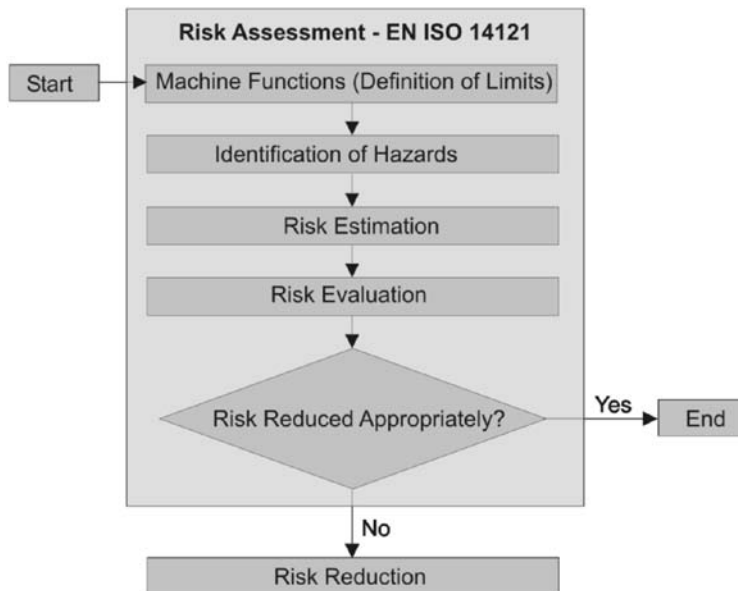 Risk Assessment - EN ISO 14121
Start
Machine Functions (Definition of Limits)
Identification of Hazards
Risk Estimation
Risk Evaluation
Risk Reduced Appropriately?
Yes
End
No
Risk Reduction